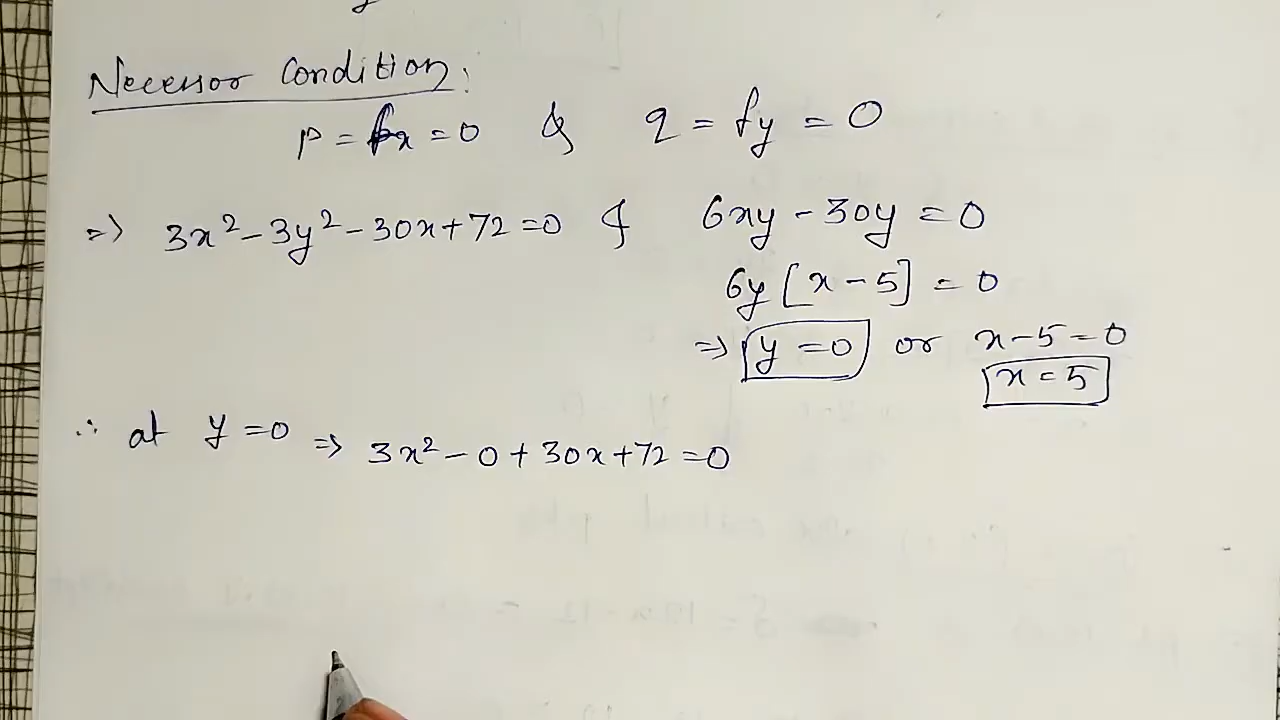 Necessor Condition:
p = fx = 0 & q = fy = 0
=> 3x² - 3y² - 30x + 72 = 0 & 6xy - 30y = 0
6y [x - 5] = 0
=> y = 0 or x - 5 = 0
x = 5
∴ at y = 0 => 3x² - 0 + 30x + 72 = 0